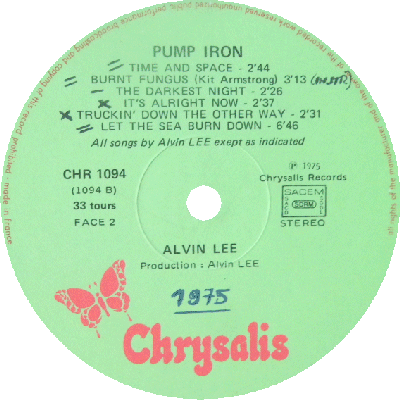 PUMP IRON
TIME AND SPACE - 2'44
BURNT FUNGUS (Kit Armstrong) 3'13 (INSTR)
THE DARKEST NIGHT - 2'26
IT'S ALRIGHT NOW - 2'37
TRUCKIN' DOWN THE OTHER WAY - 2'31
LET THE SEA BURN DOWN - 6'46
All songs by Alvin LEE exept as indicated
CHR 1094
(1094 B)
33 tours
FACE 2
℗ 1975
Chrysalis Records
SACEM
STEREO
ALVIN LEE
Production : Alvin LEE
1975
Chrysalis
made in France